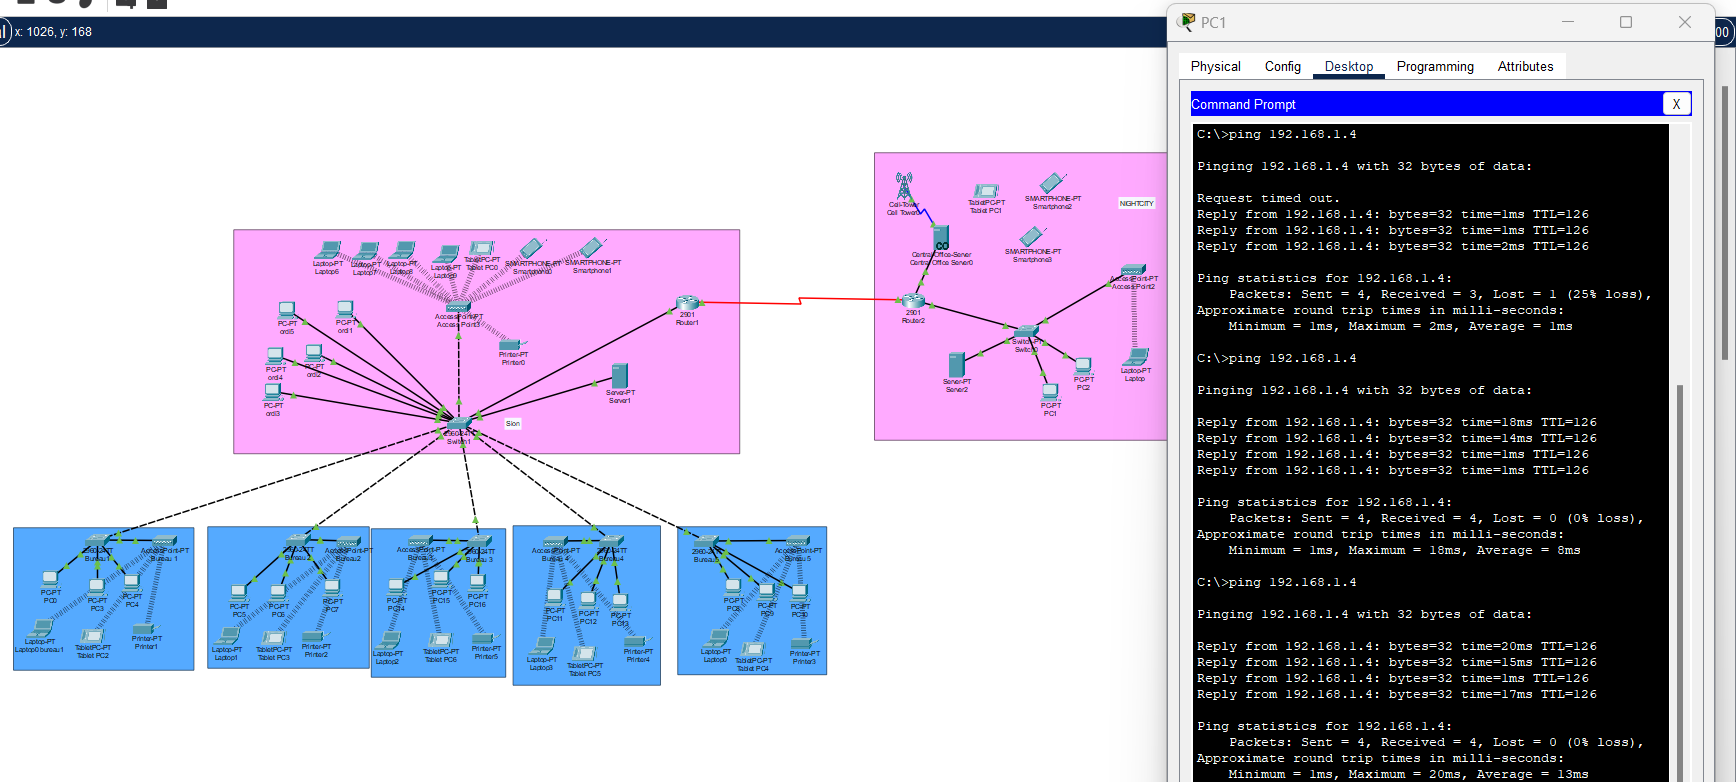 x: 1026, y: 168
00
PC1
Physical Config Desktop Programming Attributes
Command Prompt
X
C:\>ping 192.168.1.4
Pinging 192.168.1.4 with 32 bytes of data:
Request timed out.
Reply from 192.168.1.4: bytes=32 time=1ms TTL=126
Reply from 192.168.1.4: bytes=32 time=1ms TTL=126
Reply from 192.168.1.4: bytes=32 time=2ms TTL=126
Ping statistics for 192.168.1.4:
Packets: Sent = 4, Received = 3, Lost = 1 (25% loss),
Approximate round trip times in milli-seconds:
Minimum = 1ms, Maximum = 2ms, Average = 1ms
C:\>ping 192.168.1.4
Pinging 192.168.1.4 with 32 bytes of data:
Reply from 192.168.1.4: bytes=32 time=18ms TTL=126
Reply from 192.168.1.4: bytes=32 time=14ms TTL=126
Reply from 192.168.1.4: bytes=32 time=1ms TTL=126
Reply from 192.168.1.4: bytes=32 time=1ms TTL=126
Ping statistics for 192.168.1.4:
Packets: Sent = 4, Received = 4, Lost = 0 (0% loss),
Approximate round trip times in milli-seconds:
Minimum = 1ms, Maximum = 18ms, Average = 8ms
C:\>ping 192.168.1.4
Pinging 192.168.1.4 with 32 bytes of data:
Reply from 192.168.1.4: bytes=32 time=20ms TTL=126
Reply from 192.168.1.4: bytes=32 time=15ms TTL=126
Reply from 192.168.1.4: bytes=32 time=1ms TTL=126
Reply from 192.168.1.4: bytes=32 time=17ms TTL=126
Ping statistics for 192.168.1.4:
Packets: Sent = 4, Received = 4, Lost = 0 (0% loss),
Approximate round trip times in milli-seconds:
Minimum = 1ms, Maximum = 20ms, Average = 13ms
Laptop-PT
Laptop6
Laptop-PT
Laptop7
Laptop-PT
Laptop8
Laptop-PT
TabletPC-PT
Tablet PC0
SMARTPHONE-PT
Smartphone0
SMARTPHONE-PT
Smartphone1
AccessPoint-PT
Access Point3
PC-PT
ordi5
PC-PT
ordi1
PC-PT
ordi4
PC-PT
ordi2
PC-PT
ordi3
Printer-PT
Printer0
Server-PT
Server1
2901
Router1
Switch1
Sion
Cell-Tower
Cell Tower0
TabletPC-PT
Tablet PC1
SMARTPHONE-PT
Smartphone2
NIGHTCITY
SMARTPHONE-PT
Smartphone3
Central-Office-Server
Central Office Server0
AccessPoint-PT
Access Point2
2901
Router2
Switch-PT
Switch0
Server-PT
Server2
PC-PT
PC2
PC-PT
PC1
Laptop-PT
Laptop
2960-24TT
Bureau 1
AccessPoint-PT
Bureau 1
PC-PT
PC0
PC-PT
PC3
PC-PT
PC4
Laptop-PT
Laptop0 bureau1
TabletPC-PT
Tablet PC2
Printer-PT
Printer1
2960-24TT
Bureau 2
AccessPoint-PT
Bureau2
PC-PT
PC5
PC-PT
PC6
PC-PT
PC7
Laptop-PT
Laptop1
TabletPC-PT
Tablet PC3
Printer-PT
Printer2
AccessPoint-PT
2960-24TT
Bureau 3
PC-PT
PC14
PC-PT
PC15
PC-PT
PC16
Laptop-PT
Laptop2
TabletPC-PT
Tablet PC6
Printer-PT
Printer5
AccessPoint-PT
Bureau 4
2960-24TT
Bureau4
PC-PT
PC11
PC-PT
PC12
PC-PT
PC13
Laptop-PT
Laptop3
TabletPC-PT
Tablet PC5
Printer-PT
Printer4
2960-24TT
Bureau5
AccessPoint-PT
Bureau 5
PC-PT
PC8
PC-PT
PC9
PC-PT
Laptop-PT
Laptop0
TabletPC-PT
Tablet PC4
Printer-PT
Printer3